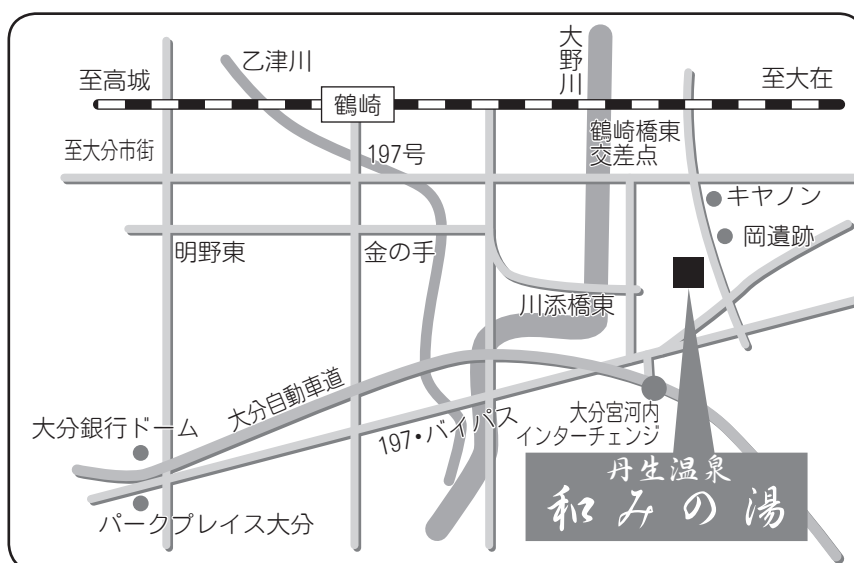 大野川
乙津川
至高城
至大在
鶴崎
鶴崎橋東
交差点
至大分市街
197号
キヤノン
岡遺跡
明野東
金の手
川添橋東
大分自動車道
大分銀行ドーム
197・バイパス
大分宮河内
インターチェンジ
パークプレイス大分
丹生温泉
和みの湯